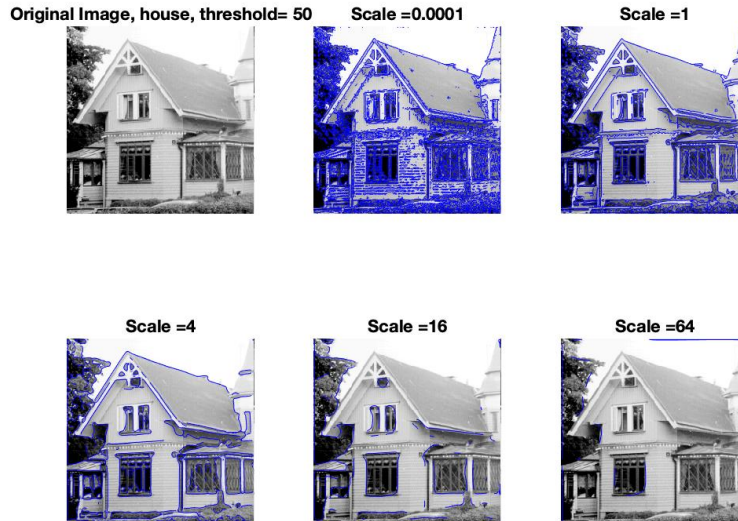 Original Image, house, threshold= 50
Scale =0.0001
Scale =1
Scale =4
Scale =16
Scale =64